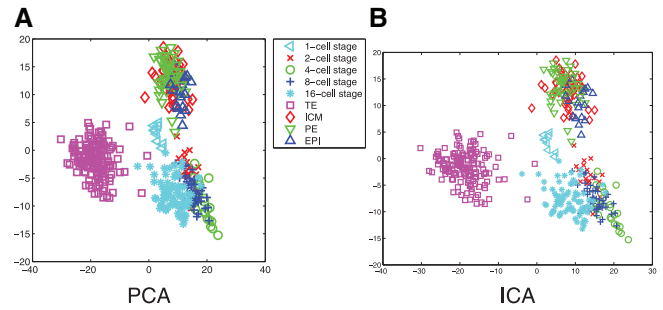 A
B
20
15
10
5
0
−5
−10
−15
−20
−40
−20
0
20
40
PCA
1−cell stage
2−cell stage
4−cell stage
8−cell stage
16−cell stage
TE
ICM
PE
EPI
20
15
10
5
0
−5
−10
−15
−20
−40
−30
−20
−10
0
10
20
30
ICA